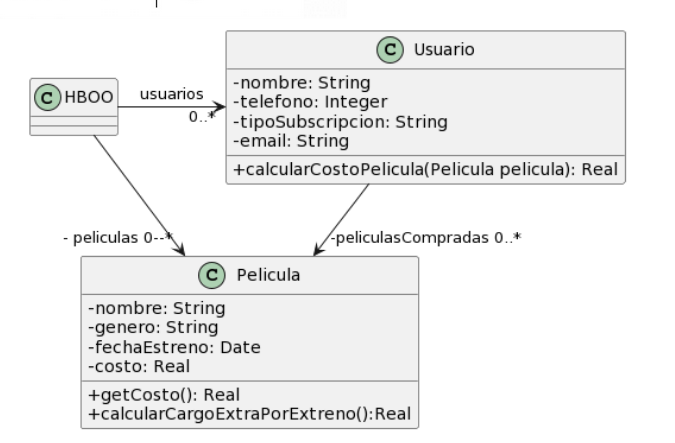 C Usuario
-nombre: String
-telefono: Integer
-tipoSubscripcion: String
-email: String
+calcularCostoPelicula(Pelicula pelicula): Real
C HBOO
usuarios
0..*
- peliculas 0--*
-peliculasCompradas 0..*
C Pelicula
-nombre: String
-genero: String
-fechaEstreno: Date
-costo: Real
+getCosto(): Real
+calcularCargoExtraPorExtreno():Real